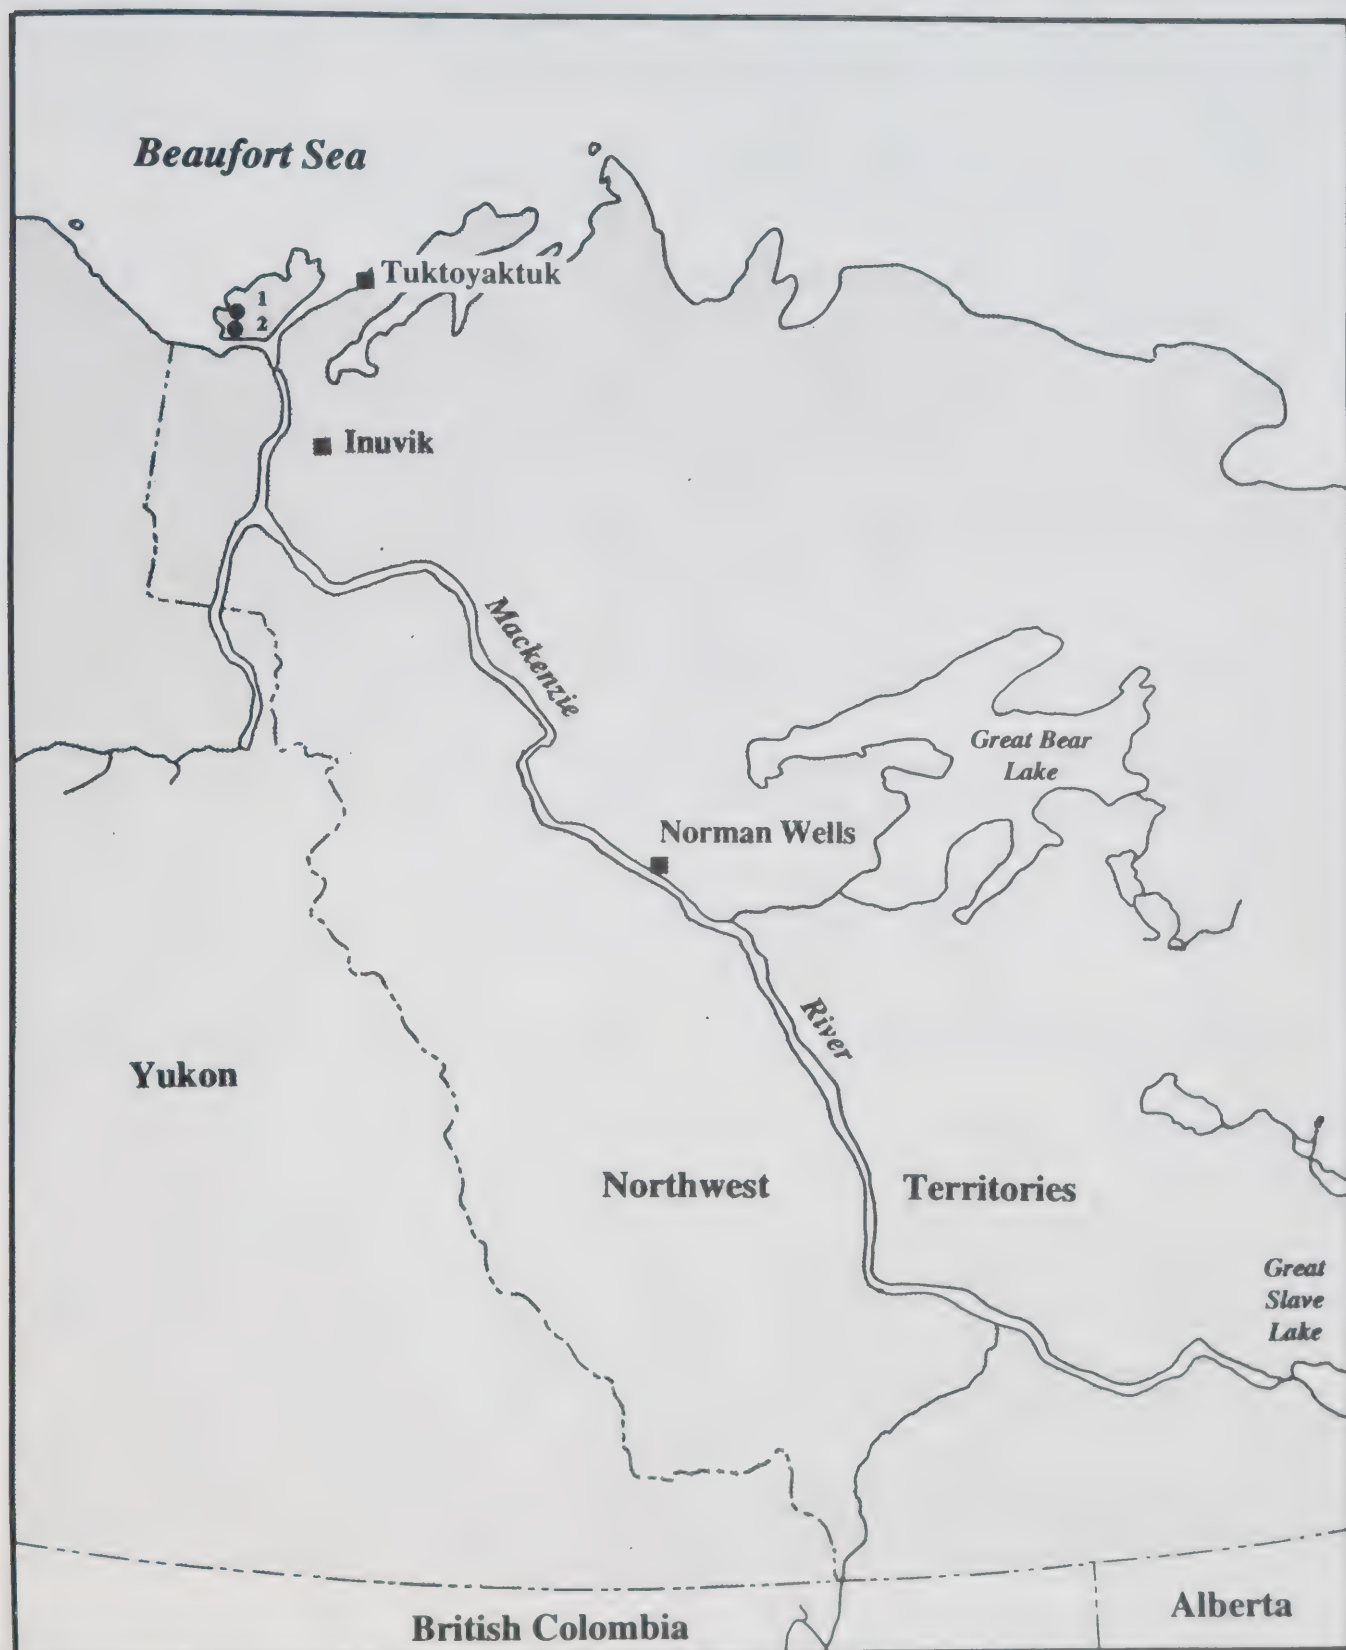 Beaufort Sea
Tuktoyaktuk
1
2
Inuvik
Mackenzie
Great Bear
Lake
Norman Wells
River
Yukon
Northwest
Territories
Great
Slave
Lake
British Colombia
Alberta